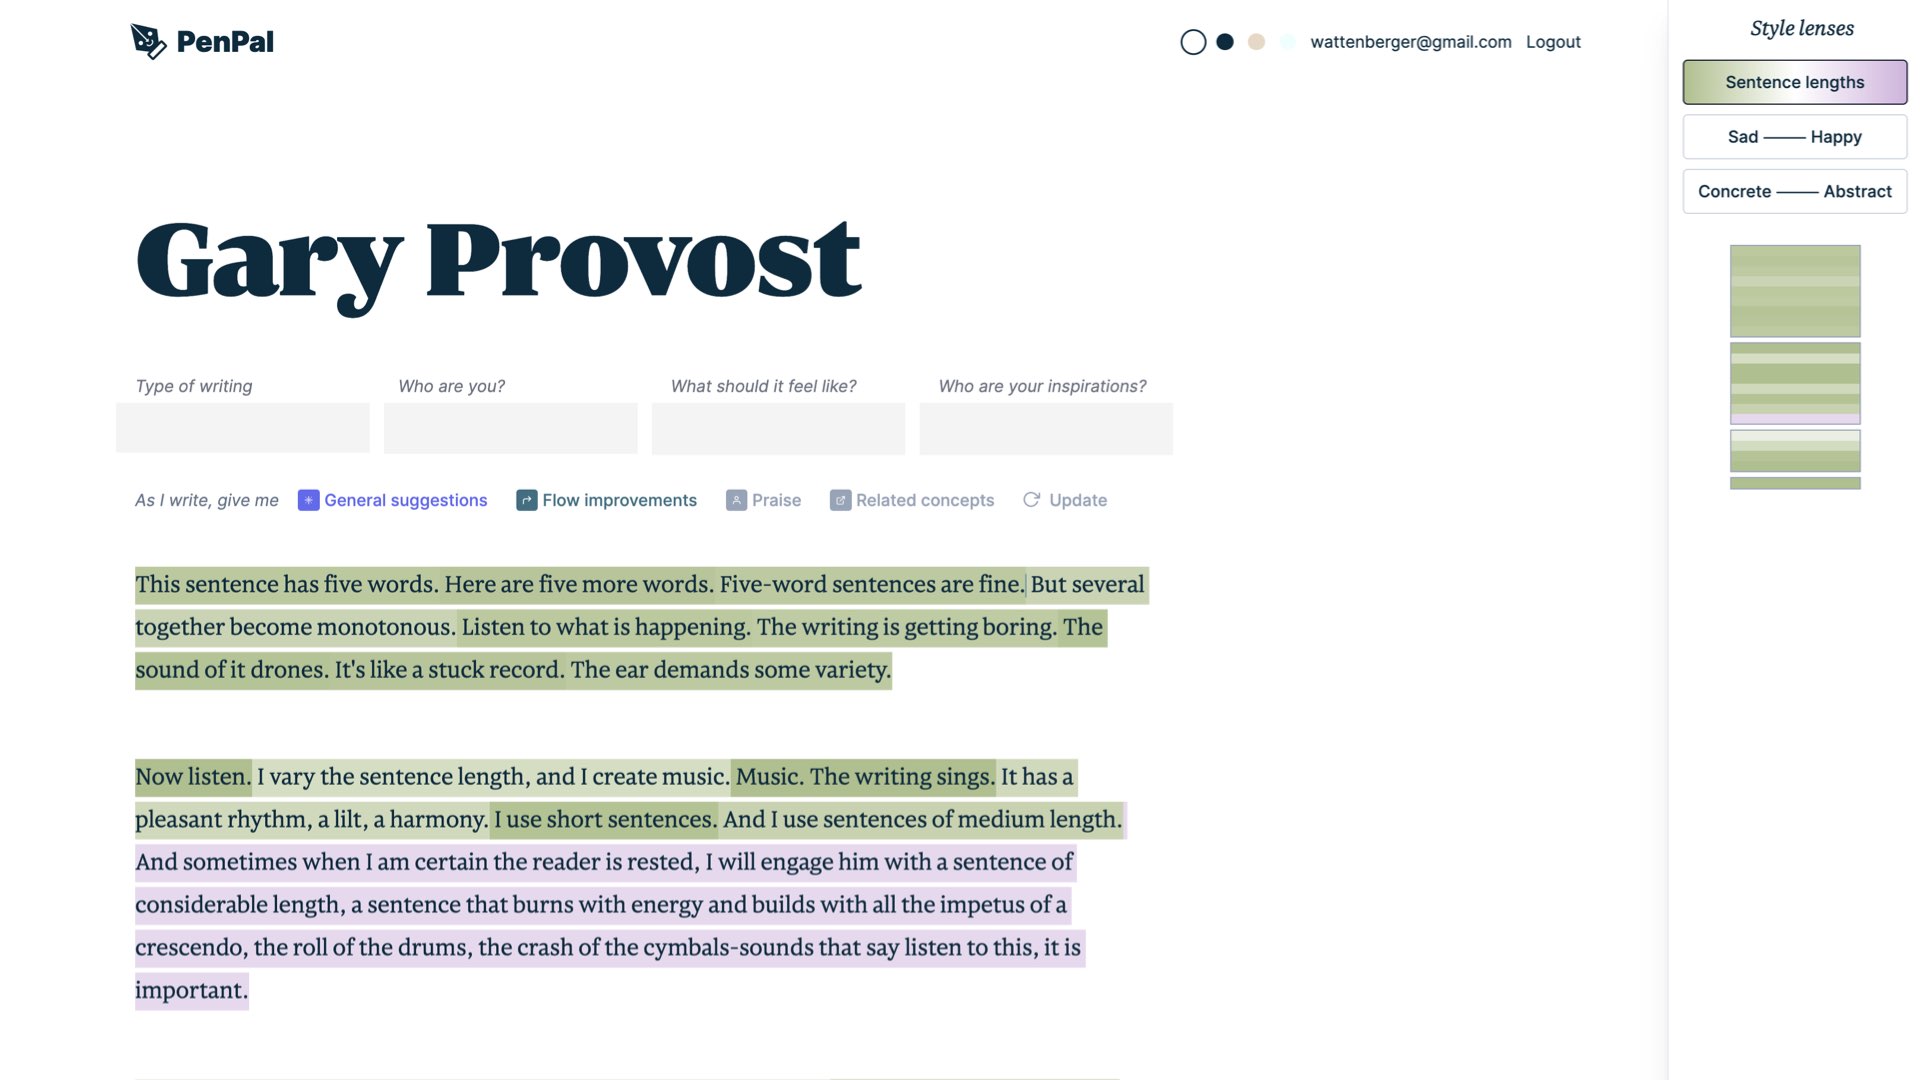 PenPal
wattenberger@gmail.com Logout
Style lenses
Sentence lengths
Sad Happy
Concrete Abstract
Gary Provost
Type of writing
Who are you?
What should it feel like?
Who are your inspirations?
As I write, give me General suggestions Flow improvements Praise Related concepts Update
This sentence has five words. Here are five more words. Five-word sentences are fine. But several
together become monotonous. Listen to what is happening. The writing is getting boring. The
sound of it drones. It's like a stuck record. The ear demands some variety.
Now listen. I vary the sentence length, and I create music. Music. The writing sings. It has a
pleasant rhythm, a lilt, a harmony. I use short sentences. And I use sentences of medium length.
And sometimes when I am certain the reader is rested, I will engage him with a sentence of
considerable length, a sentence that burns with energy and builds with all the impetus of a
crescendo, the roll of the drums, the crash of the cymbals-sounds that say listen to this, it is
important.